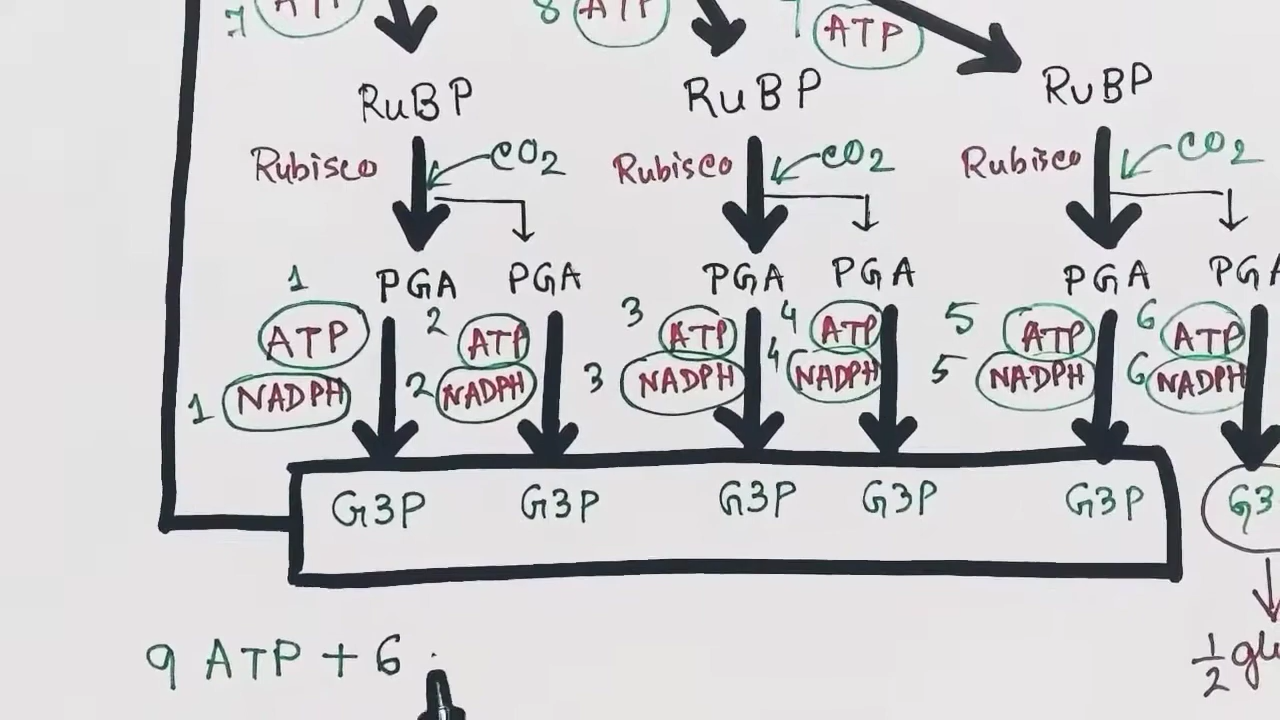 7 ATP 8 ATP ATP
RuBP RuBP RuBP
Rubisco CO2 Rubisco CO2 Rubisco CO2
1 PGA PGA PGA PGA PGA PGA
ATP 2 ATP 3 ATP 4 ATP 5 ATP 6 ATP
1 NADPH 2 NADPH 3 NADPH 4 NADPH 5 NADPH 6 NADPH
G3P G3P G3P G3P G3P G3
9 ATP + 6
1/2